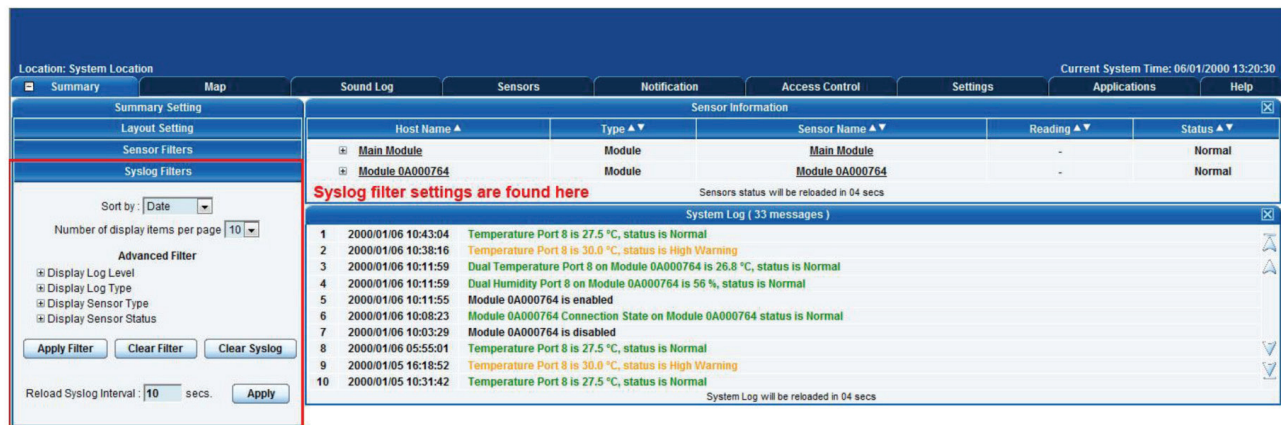 Location: System Location
Current System Time: 06/01/2000 13:20:30
Summary Map Sound Log Sensors Notification Access Control Settings Applications Help
Summary Setting
Layout Setting
Sensor Filters
Syslog Filters
Sort by : Date
Number of display items per page 10
Advanced Filter
Display Log Level
Display Log Type
Display Sensor Type
Display Sensor Status
Apply Filter Clear Filter Clear Syslog
Reload Syslog Interval : 10 secs. Apply
Sensor Information
Host Name Type Sensor Name Reading Status
Main Module Module Main Module - Normal
Module 0A000764 Module Module 0A000764 - Normal
Syslog filter settings are found here
Sensors status will be reloaded in 04 secs
System Log ( 33 messages )
1 2000/01/06 10:43:04 Temperature Port 8 is 27.5 °C, status is Normal
2 2000/01/06 10:38:16 Temperature Port 8 is 30.0 °C, status is High Warning
3 2000/01/06 10:11:59 Dual Temperature Port 8 on Module 0A000764 is 26.8 °C, status is Normal
4 2000/01/06 10:11:59 Dual Humidity Port 8 on Module 0A000764 is 56 %, status is Normal
5 2000/01/06 10:11:55 Module 0A000764 is enabled
6 2000/01/06 10:08:23 Module 0A000764 Connection State on Module 0A000764 status is Normal
7 2000/01/06 10:03:29 Module 0A000764 is disabled
8 2000/01/06 05:55:01 Temperature Port 8 is 27.5 °C, status is Normal
9 2000/01/05 16:18:52 Temperature Port 8 is 30.0 °C, status is High Warning
10 2000/01/05 10:31:42 Temperature Port 8 is 27.5 °C, status is Normal
System Log will be reloaded in 04 secs